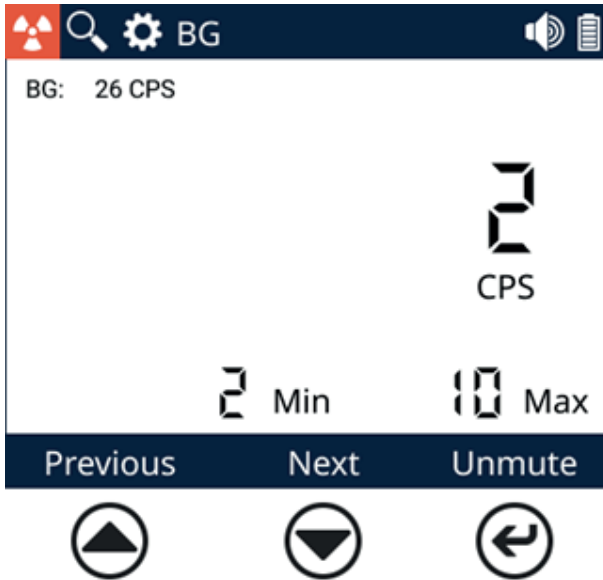 BG
BG: 26 CPS
2
CPS
2 Min 10 Max
Previous Next Unmute